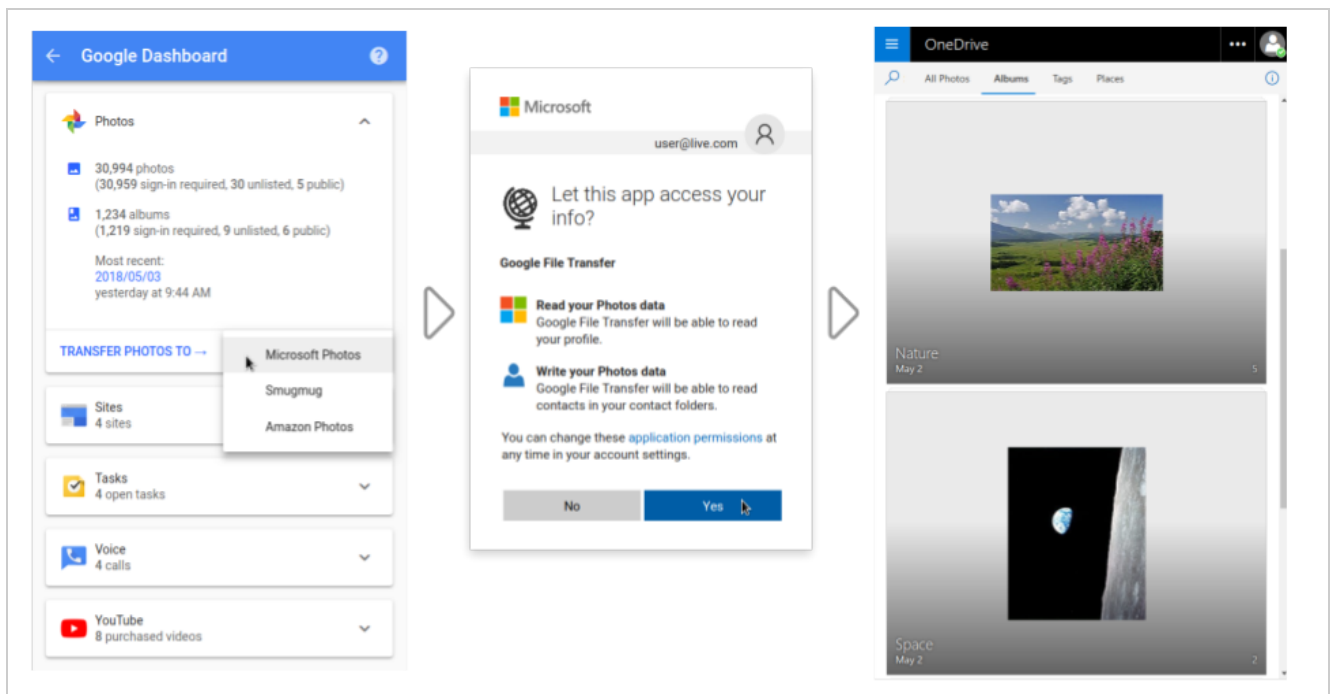 Google Dashboard
Photos
30,994 photos
(30,959 sign-in required, 30 unlisted, 5 public)
1,234 albums
(1,219 sign-in required, 9 unlisted, 6 public)
Most recent:
2018/05/03
yesterday at 9:44 AM
TRANSFER PHOTOS TO →
Microsoft Photos
Smugmug
Amazon Photos
Sites
4 sites
Tasks
4 open tasks
Voice
4 calls
YouTube
8 purchased videos
Microsoft
user@live.com
Let this app access your
info?
Google File Transfer
Read your Photos data
Google File Transfer will be able to read
your profile.
Write your Photos data
Google File Transfer will be able to read
contacts in your contact folders.
You can change these application permissions at
any time in your account settings.
No
Yes
OneDrive
All Photos Albums Tags Places
Nature
May 2 5
Space
May 2 2